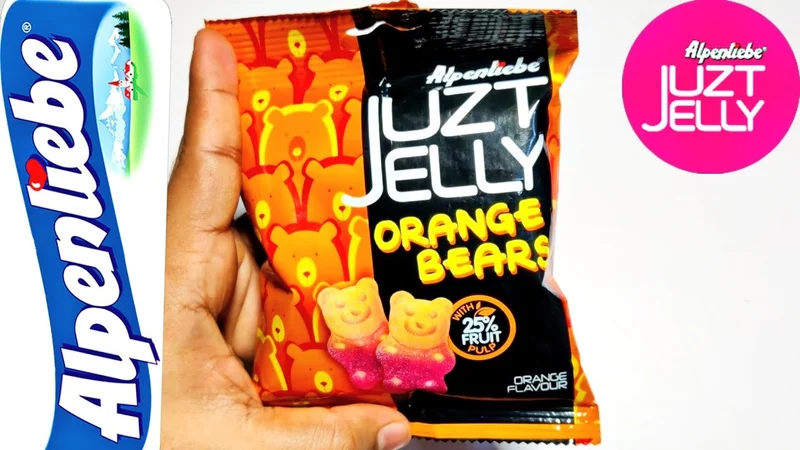 Alpenliebe®
Alpenliebe®
JUZT
JELLY
ORANGE
BEARS
WITH
25%
FRUIT
PULP
ORANGE
FLAVOUR
Alpenliebe®
JUZT
JELLY